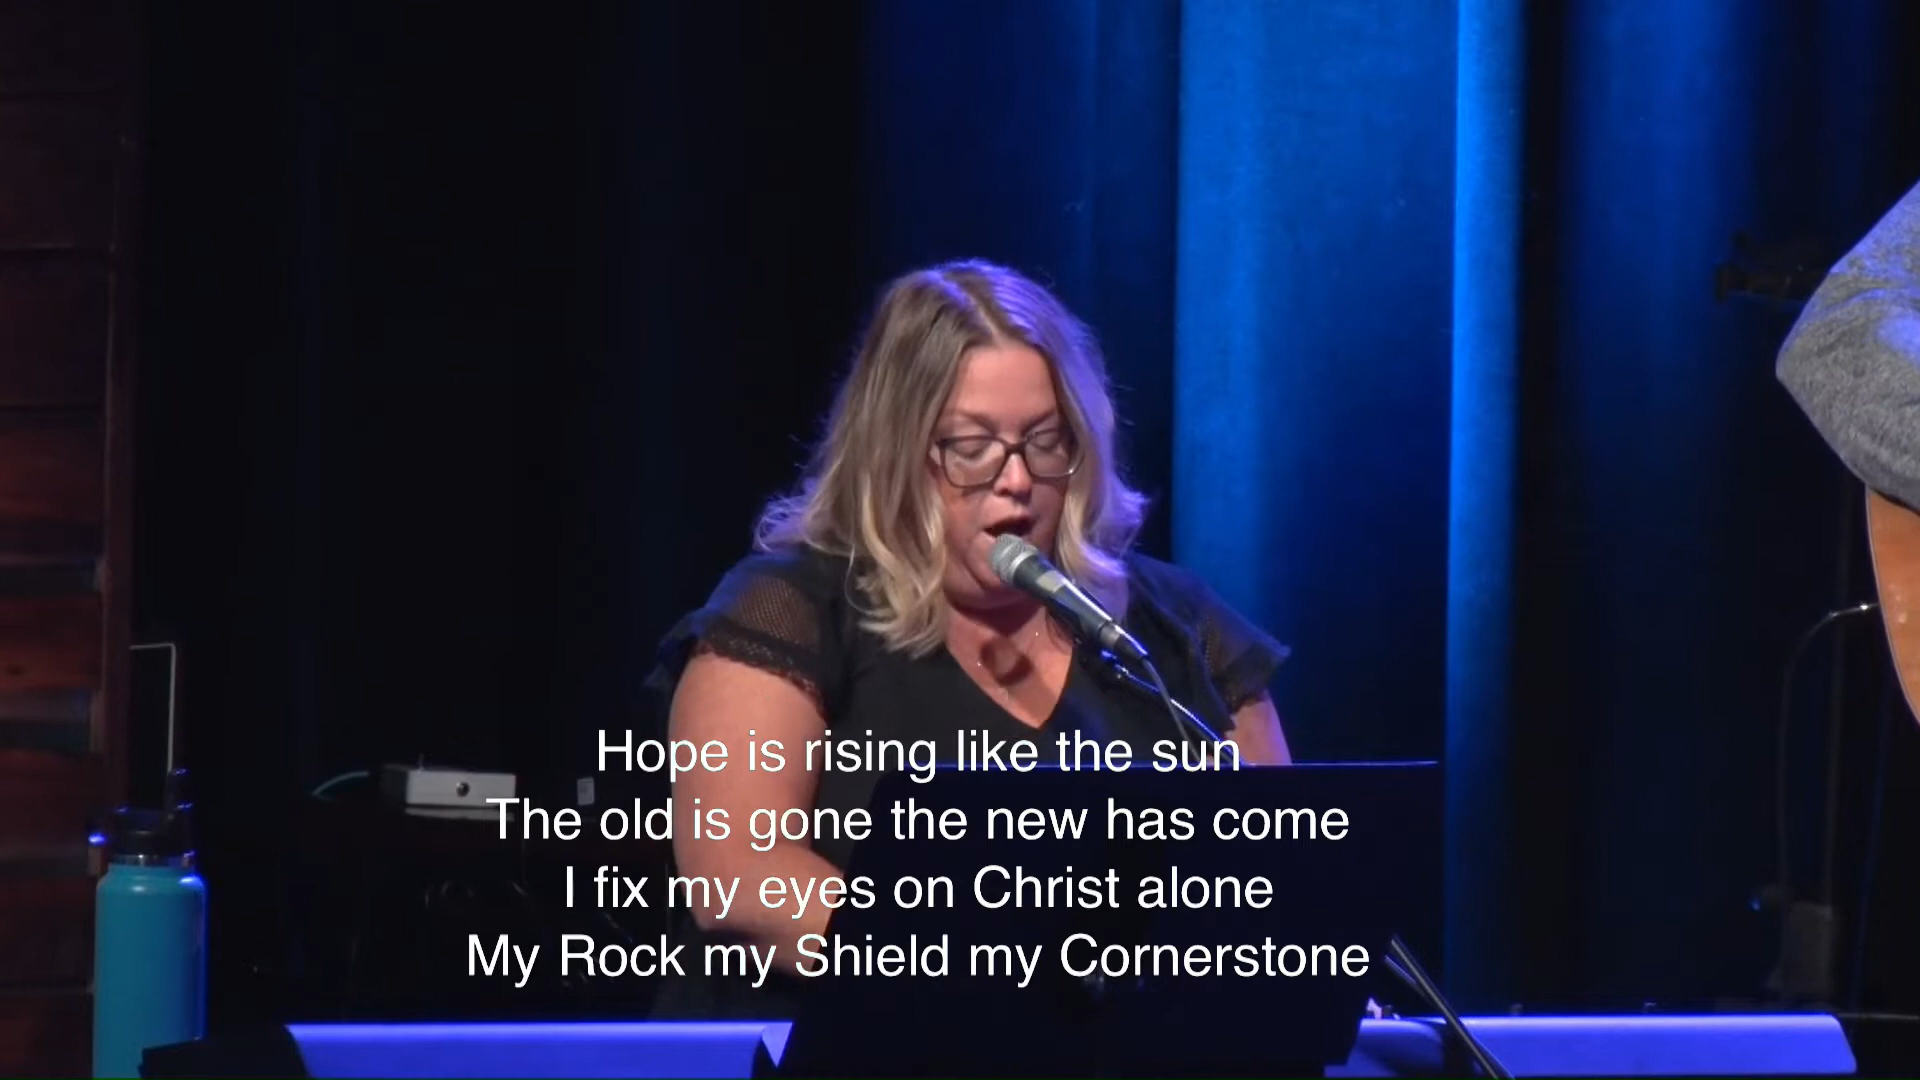 Hope is rising like the sun
The old is gone the new has come
I fix my eyes on Christ alone
My Rock my Shield my Cornerstone